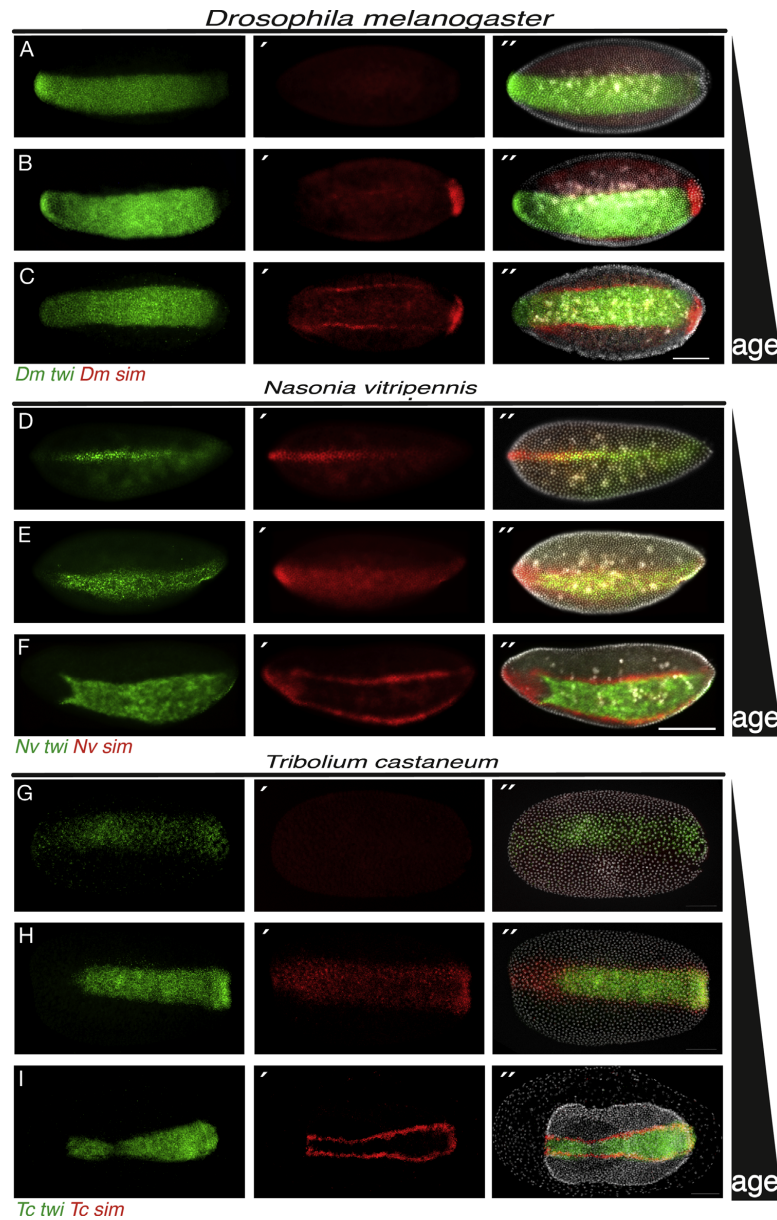 Drosophila melanogaster
A ′ ″
B ′ ″
C ′ ″
age
Dm twi Dm sim
Nasonia vitripennis
D ′ ″
E ′ ″
F ′ ″
age
Nv twi Nv sim
Tribolium castaneum
G ′ ″
H ′ ″
I ′ ″
age
Tc twi Tc sim